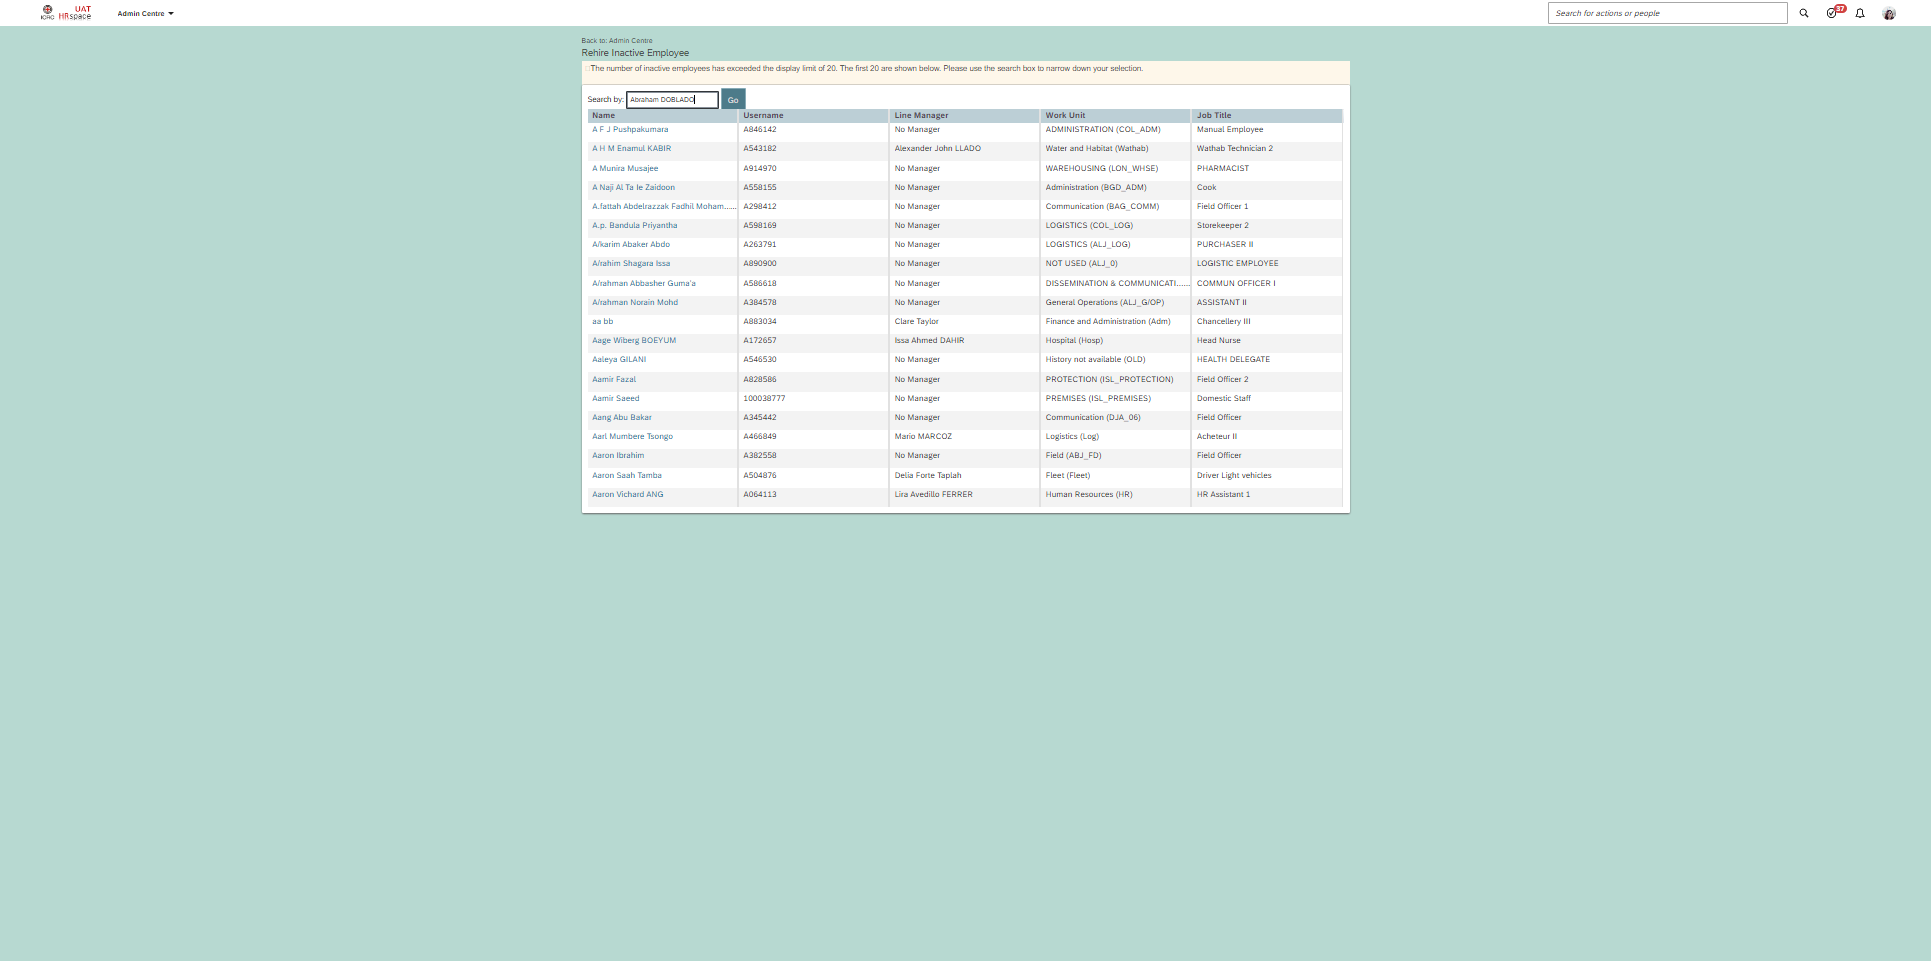 ICRC
UAT
HRspace
Admin Centre
Search for actions or people
37
Back to: Admin Centre
Rehire Inactive Employee
The number of inactive employees has exceeded the display limit of 20. The first 20 are shown below. Please use the search box to narrow down your selection.
Search by: Abraham DOBLADO Go
Name Username Line Manager Work Unit Job Title
A F J Pushpakumara A846142 No Manager ADMINISTRATION (COL_ADM) Manual Employee
A H M Enamul KABIR A543182 Alexander John LLADO Water and Habitat (Wathab) Wathab Technician 2
A Munira Musajee A914970 No Manager WAREHOUSING (LON_WHSE) PHARMACIST
A Naji Al Ta Ie Zaidoon A558155 No Manager Administration (BGD_ADM) Cook
A.fattah Abdelrazzak Fadhil Moham...... A298412 No Manager Communication (BAG_COMM) Field Officer 1
A.p. Bandula Priyantha A598169 No Manager LOGISTICS (COL_LOG) Storekeeper 2
A/karim Abaker Abdo A263791 No Manager LOGISTICS (ALJ_LOG) PURCHASER II
A/rahim Shagara Issa A890900 No Manager NOT USED (ALJ_0) LOGISTIC EMPLOYEE
A/rahman Abbasher Guma'a A586618 No Manager DISSEMINATION & COMMUNICATI...... COMMUN OFFICER I
A/rahman Norain Mohd A384578 No Manager General Operations (ALJ_G/OP) ASSISTANT II
aa bb A883034 Clare Taylor Finance and Administration (Adm) Chancellery III
Aage Wiberg BOEYUM A172657 Issa Ahmed DAHIR Hospital (Hosp) Head Nurse
Aaleya GILANI A546530 No Manager History not available (OLD) HEALTH DELEGATE
Aamir Fazal A828586 No Manager PROTECTION (ISL_PROTECTION) Field Officer 2
Aamir Saeed 100038777 No Manager PREMISES (ISL_PREMISES) Domestic Staff
Aang Abu Bakar A345442 No Manager Communication (DJA_06) Field Officer
Aarl Mumbere Tsongo A466849 Mario MARCOZ Logistics (Log) Acheteur II
Aaron Ibrahim A382558 No Manager Field (ABJ_FD) Field Officer
Aaron Saah Tamba A504876 Delia Forte Taplah Fleet (Fleet) Driver Light vehicles
Aaron Vichard ANG A064113 Lira Avedillo FERRER Human Resources (HR) HR Assistant 1